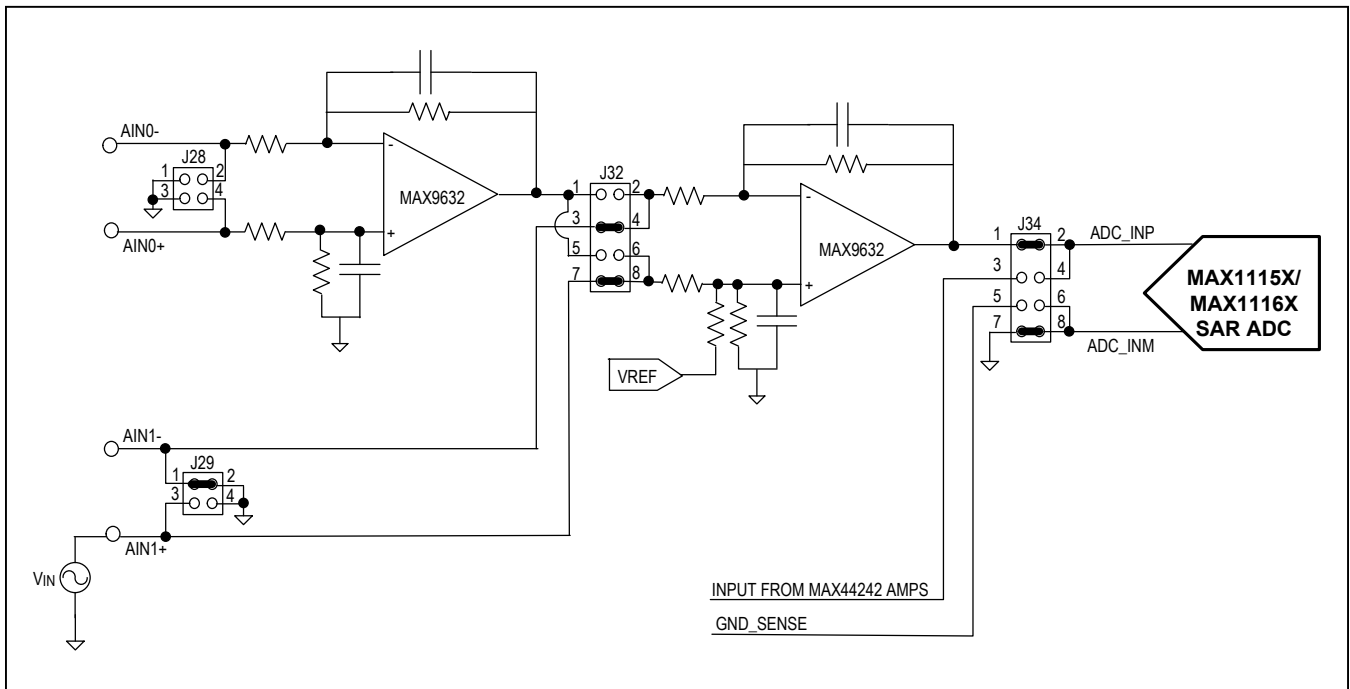 AIN0-
J28
1 2
3 4
AIN0+
-
+
MAX9632
J32
1 2
3 4
5 6
7 8
-
+
MAX9632
VREF
J34
1 2
3 4
5 6
7 8
ADC_INP
ADC_INM
MAX1115X/
MAX1116X
SAR ADC
AIN1-
J29
1 2
3 4
AIN1+
VIN
INPUT FROM MAX44242 AMPS
GND_SENSE